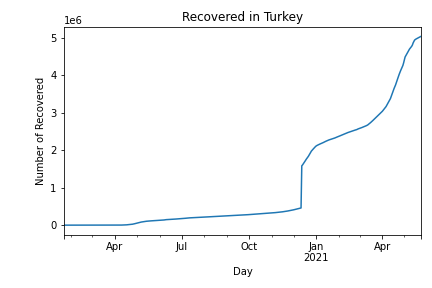 Recovered in Turkey
1e6
5
4
3
2
1
0
Number of Recovered
Apr
Jul
Oct
Jan
2021
Apr
Day